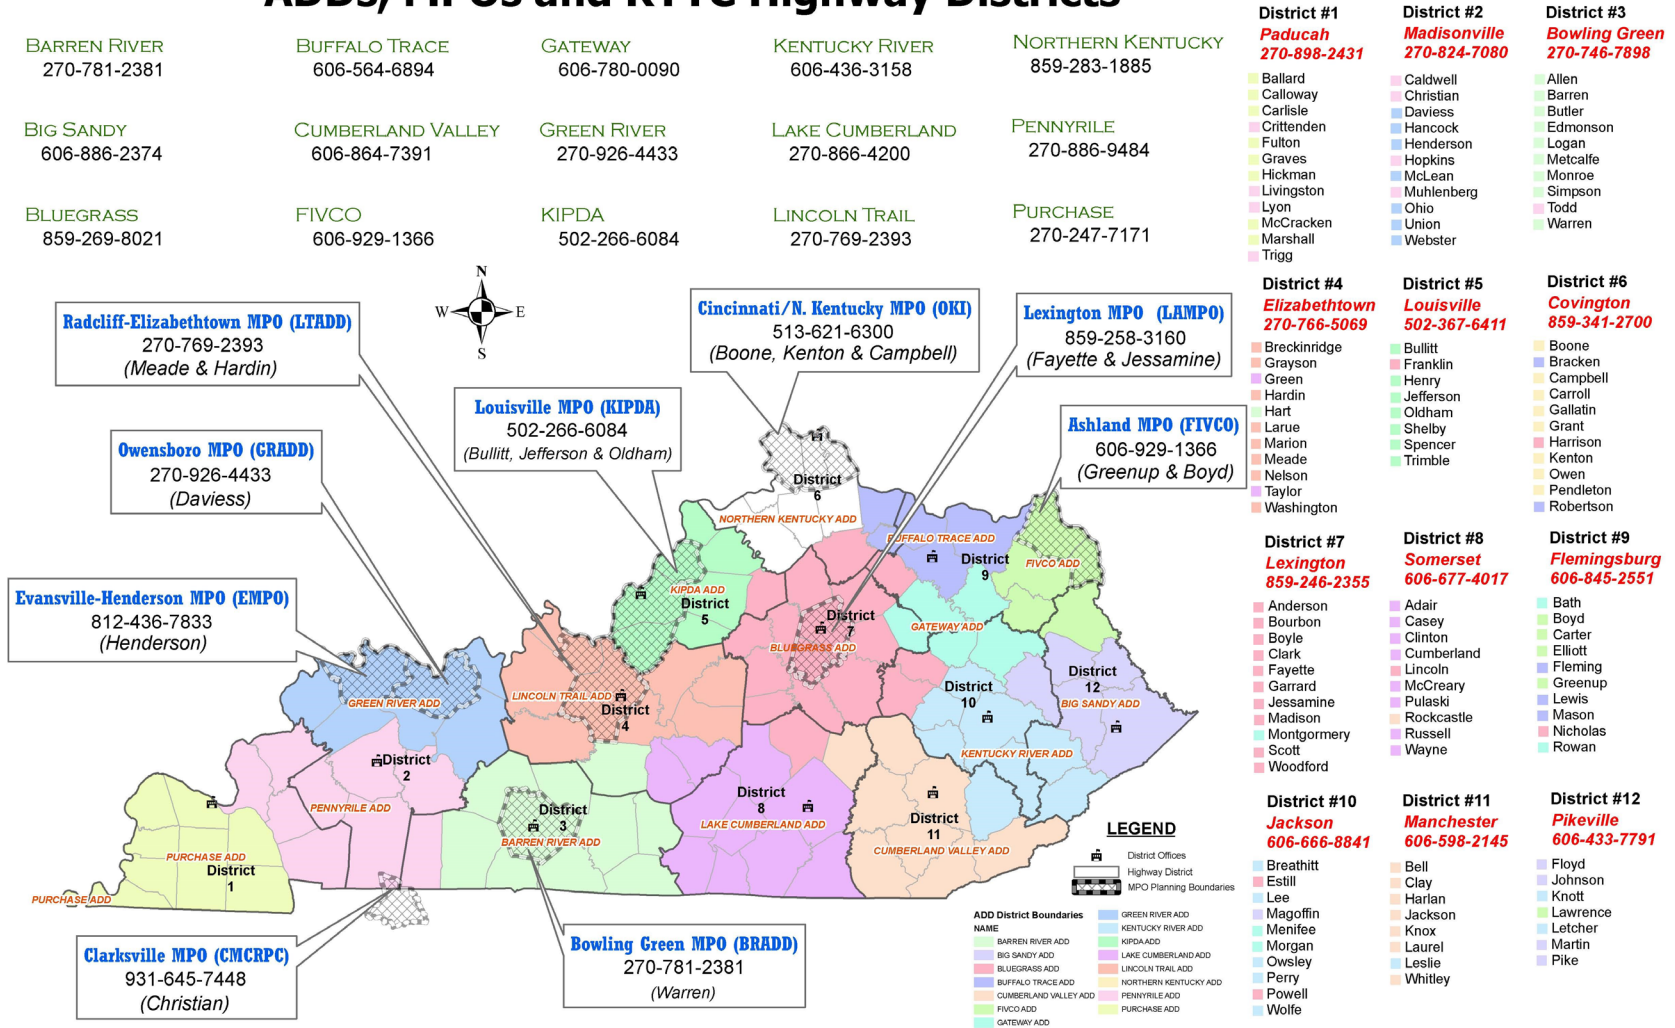 ADDs, MPOs and KYTC Highway Districts
BARREN RIVER
270-781-2381
BUFFALO TRACE
606-564-6894
GATEWAY
606-780-0090
KENTUCKY RIVER
606-436-3158
NORTHERN KENTUCKY
859-283-1885
BIG SANDY
606-886-2374
CUMBERLAND VALLEY
606-864-7391
GREEN RIVER
270-926-4433
LAKE CUMBERLAND
270-866-4200
PENNYRILE
270-886-9484
BLUEGRASS
859-269-8021
FIVCO
606-929-1366
KIPDA
502-266-6084
LINCOLN TRAIL
270-769-2393
PURCHASE
270-247-7171
District #1
Paducah
270-898-2431
Ballard
Calloway
Carlisle
Crittenden
Fulton
Graves
Hickman
Livingston
Lyon
McCracken
Marshall
Trigg
District #2
Madisonville
270-824-7080
Caldwell
Christian
Daviess
Hancock
Henderson
Hopkins
McLean
Muhlenberg
Ohio
Union
Webster
District #3
Bowling Green
270-746-7898
Allen
Barren
Butler
Edmonson
Logan
Metcalfe
Monroe
Simpson
Todd
Warren
District #4
Elizabethtown
270-766-5069
Breckinridge
Grayson
Green
Hardin
Hart
Larue
Marion
Meade
Nelson
Taylor
Washington
District #5
Louisville
502-367-6411
Bullitt
Franklin
Henry
Jefferson
Oldham
Shelby
Spencer
Trimble
District #6
Covington
859-341-2700
Boone
Bracken
Campbell
Carroll
Gallatin
Grant
Harrison
Kenton
Owen
Pendleton
Robertson
District #7
Lexington
859-246-2355
Anderson
Bourbon
Boyle
Clark
Fayette
Garrard
Jessamine
Madison
Montgomery
Scott
Woodford
District #8
Somerset
606-677-4017
Adair
Casey
Clinton
Cumberland
Lincoln
McCreary
Pulaski
Rockcastle
Russell
Wayne
District #9
Flemingsburg
606-845-2551
Bath
Boyd
Carter
Elliott
Fleming
Greenup
Lewis
Mason
Nicholas
Rowan
District #10
Jackson
606-666-8841
Breathitt
Estill
Lee
Magoffin
Menifee
Morgan
Owsley
Perry
Powell
Wolfe
District #11
Manchester
606-598-2145
Bell
Clay
Harlan
Jackson
Knox
Laurel
Leslie
Whitley
District #12
Pikeville
606-433-7791
Floyd
Johnson
Knott
Lawrence
Letcher
Martin
Pike
N
W E
S
Radcliff-Elizabethtown MPO (LTADD)
270-769-2393
(Meade & Hardin)
Cincinnati/N. Kentucky MPO (OKI)
513-621-6300
(Boone, Kenton & Campbell)
Lexington MPO (LAMPO)
859-258-3160
(Fayette & Jessamine)
Louisville MPO (KIPDA)
502-266-6084
(Bullitt, Jefferson & Oldham)
Ashland MPO (FIVCO)
606-929-1366
(Greenup & Boyd)
Owensboro MPO (GRADD)
270-926-4433
(Daviess)
Evansville-Henderson MPO (EMPO)
812-436-7833
(Henderson)
Clarksville MPO (CMCRPC)
931-645-7448
(Christian)
Bowling Green MPO (BRADD)
270-781-2381
(Warren)
District
6
NORTHERN KENTUCKY ADD
BUFFALO TRACE ADD
District
9
FIVCO ADD
KIPDA ADD
District
5
District
7
BLUEGRASS ADD
GATEWAY ADD
District
12
BIG SANDY ADD
District
10
KENTUCKY RIVER ADD
LINCOLN TRAIL ADD
District
4
GREEN RIVER ADD
District
2
PENNYRILE ADD
District
3
BARREN RIVER ADD
District
8
LAKE CUMBERLAND ADD
District
11
CUMBERLAND VALLEY ADD
PURCHASE ADD
District
1
PURCHASE ADD
LEGEND
District Offices
Highway District
MPO Planning Boundaries
ADD District Boundaries
NAME
BARREN RIVER ADD
BIG SANDY ADD
BLUEGRASS ADD
BUFFALO TRACE ADD
CUMBERLAND VALLEY ADD
FIVCO ADD
GATEWAY ADD
GREEN RIVER ADD
KENTUCKY RIVER ADD
KIPDA ADD
LAKE CUMBERLAND ADD
LINCOLN TRAIL ADD
NORTHERN KENTUCKY ADD
PENNYRILE ADD
PURCHASE ADD